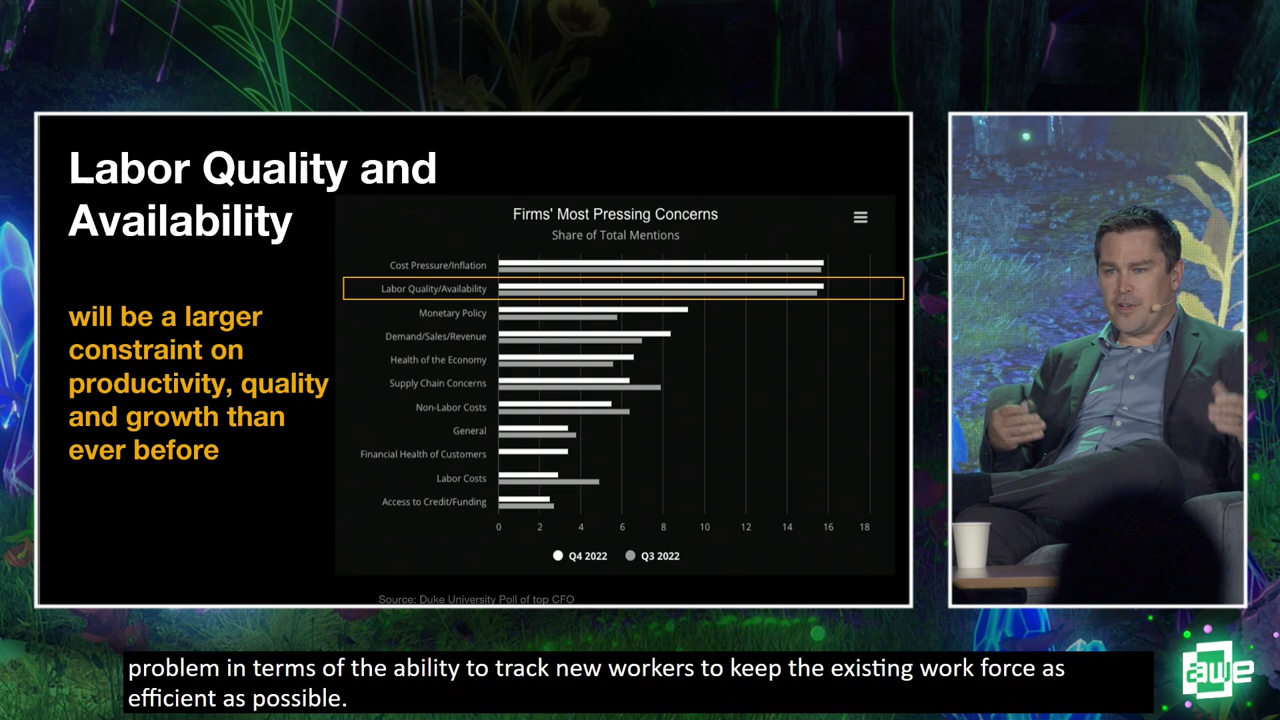 Labor Quality and
Availability
will be a larger
constraint on
productivity, quality
and growth than
ever before
Firms' Most Pressing Concerns
Share of Total Mentions
Cost Pressure/Inflation
Labor Quality/Availability
Monetary Policy
Demand/Sales/Revenue
Health of the Economy
Supply Chain Concerns
Non-Labor Costs
General
Financial Health of Customers
Labor Costs
Access to Credit/Funding
0 2 4 6 8 10 12 14 16 18
Q4 2022 Q3 2022
Source: Duke University Poll of top CFO
problem in terms of the ability to track new workers to keep the existing work force as
efficient as possible.
awe